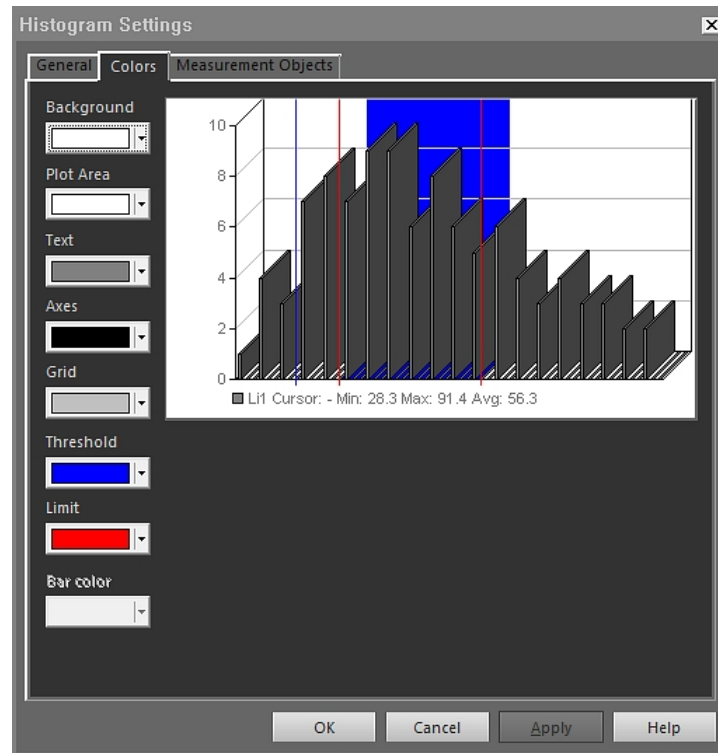 Histogram Settings
General Colors Measurement Objects
Background
Plot Area
Text
Axes
Grid
Threshold
Limit
Bar color
10
8
6
4
2
0
Li1 Cursor: - Min: 28.3 Max: 91.4 Avg: 56.3
OK Cancel Apply Help